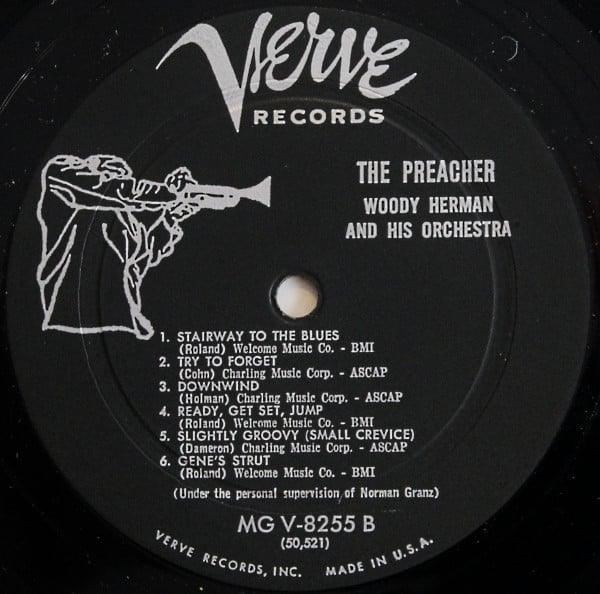 Verve
RECORDS
THE PREACHER
WOODY HERMAN
AND HIS ORCHESTRA
1. STAIRWAY TO THE BLUES
(Roland) Welcome Music Co. - BMI
2. TRY TO FORGET
(Cohn) Charling Music Corp. - ASCAP
3. DOWNWIND
(Holman) Charling Music Corp. - ASCAP
4. READY, GET SET, JUMP
(Roland) Welcome Music Co. - BMI
5. SLIGHTLY GROOVY (SMALL CREVICE)
(Dameron) Charling Music Corp. - ASCAP
6. GENE'S STRUT
(Roland) Welcome Music Co. - BMI
(Under the personal supervision of Norman Granz)
MG V-8255 B
(50,521)
VERVE RECORDS, INC. MADE IN U.S.A.